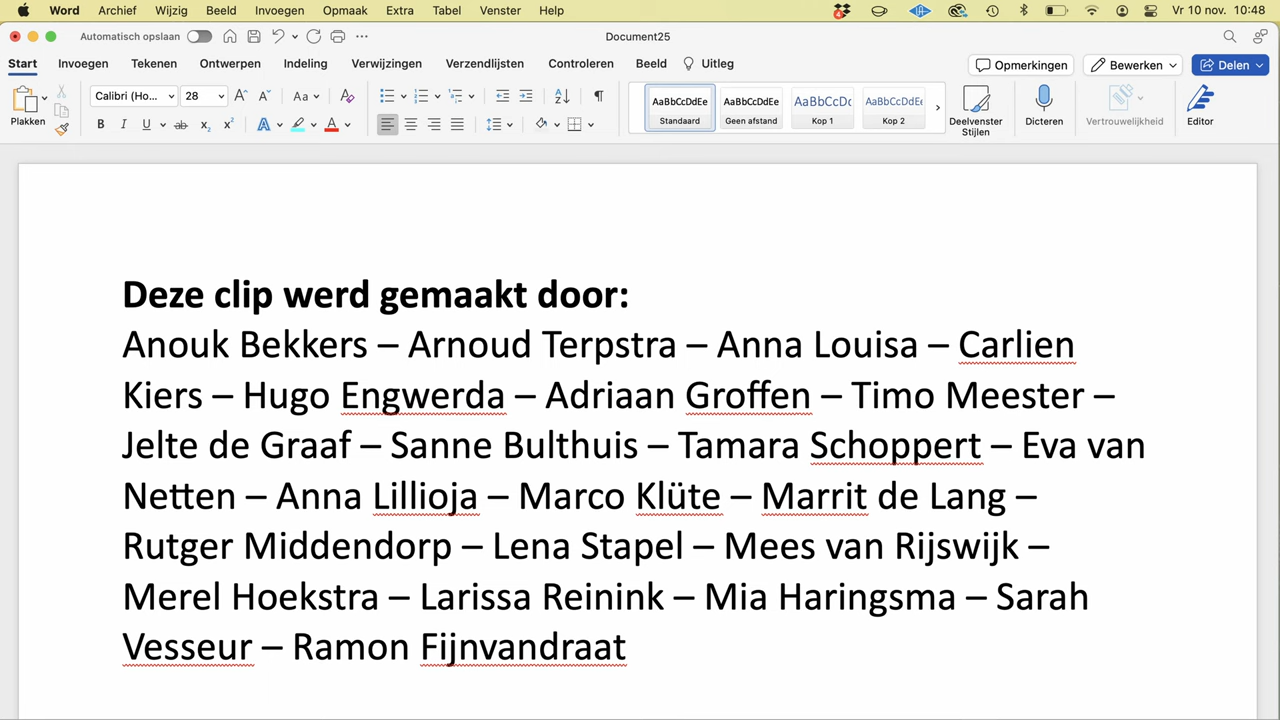 Word Archief Wijzig Beeld Invoegen Opmaak Extra Tabel Venster Help 4 Vr 10 nov. 10:48
Automatisch opslaan Document25
Start Invoegen Tekenen Ontwerpen Indeling Verwijzingen Verzendlijsten Controleren Beeld Uitleg Opmerkingen Bewerken Delen
Plakken Calibri (Ho... 28 Aa AaBbCcDdEe Standaard AaBbCcDdEe Geen afstand AaBbCcDc Kop 1 AaBbCcDdEe Kop 2 Deelvenster Stijlen Dicteren Vertrouwelijkheid Editor
Deze clip werd gemaakt door:
Anouk Bekkers – Arnoud Terpstra – Anna Louisa – Carlien
Kiers – Hugo Engwerda – Adriaan Groffen – Timo Meester –
Jelte de Graaf – Sanne Bulthuis – Tamara Schoppert – Eva van
Netten – Anna Lillioja – Marco Klüte – Marrit de Lang –
Rutger Middendorp – Lena Stapel – Mees van Rijswijk –
Merel Hoekstra – Larissa Reinink – Mia Haringsma – Sarah
Vesseur – Ramon Fijnvandraat